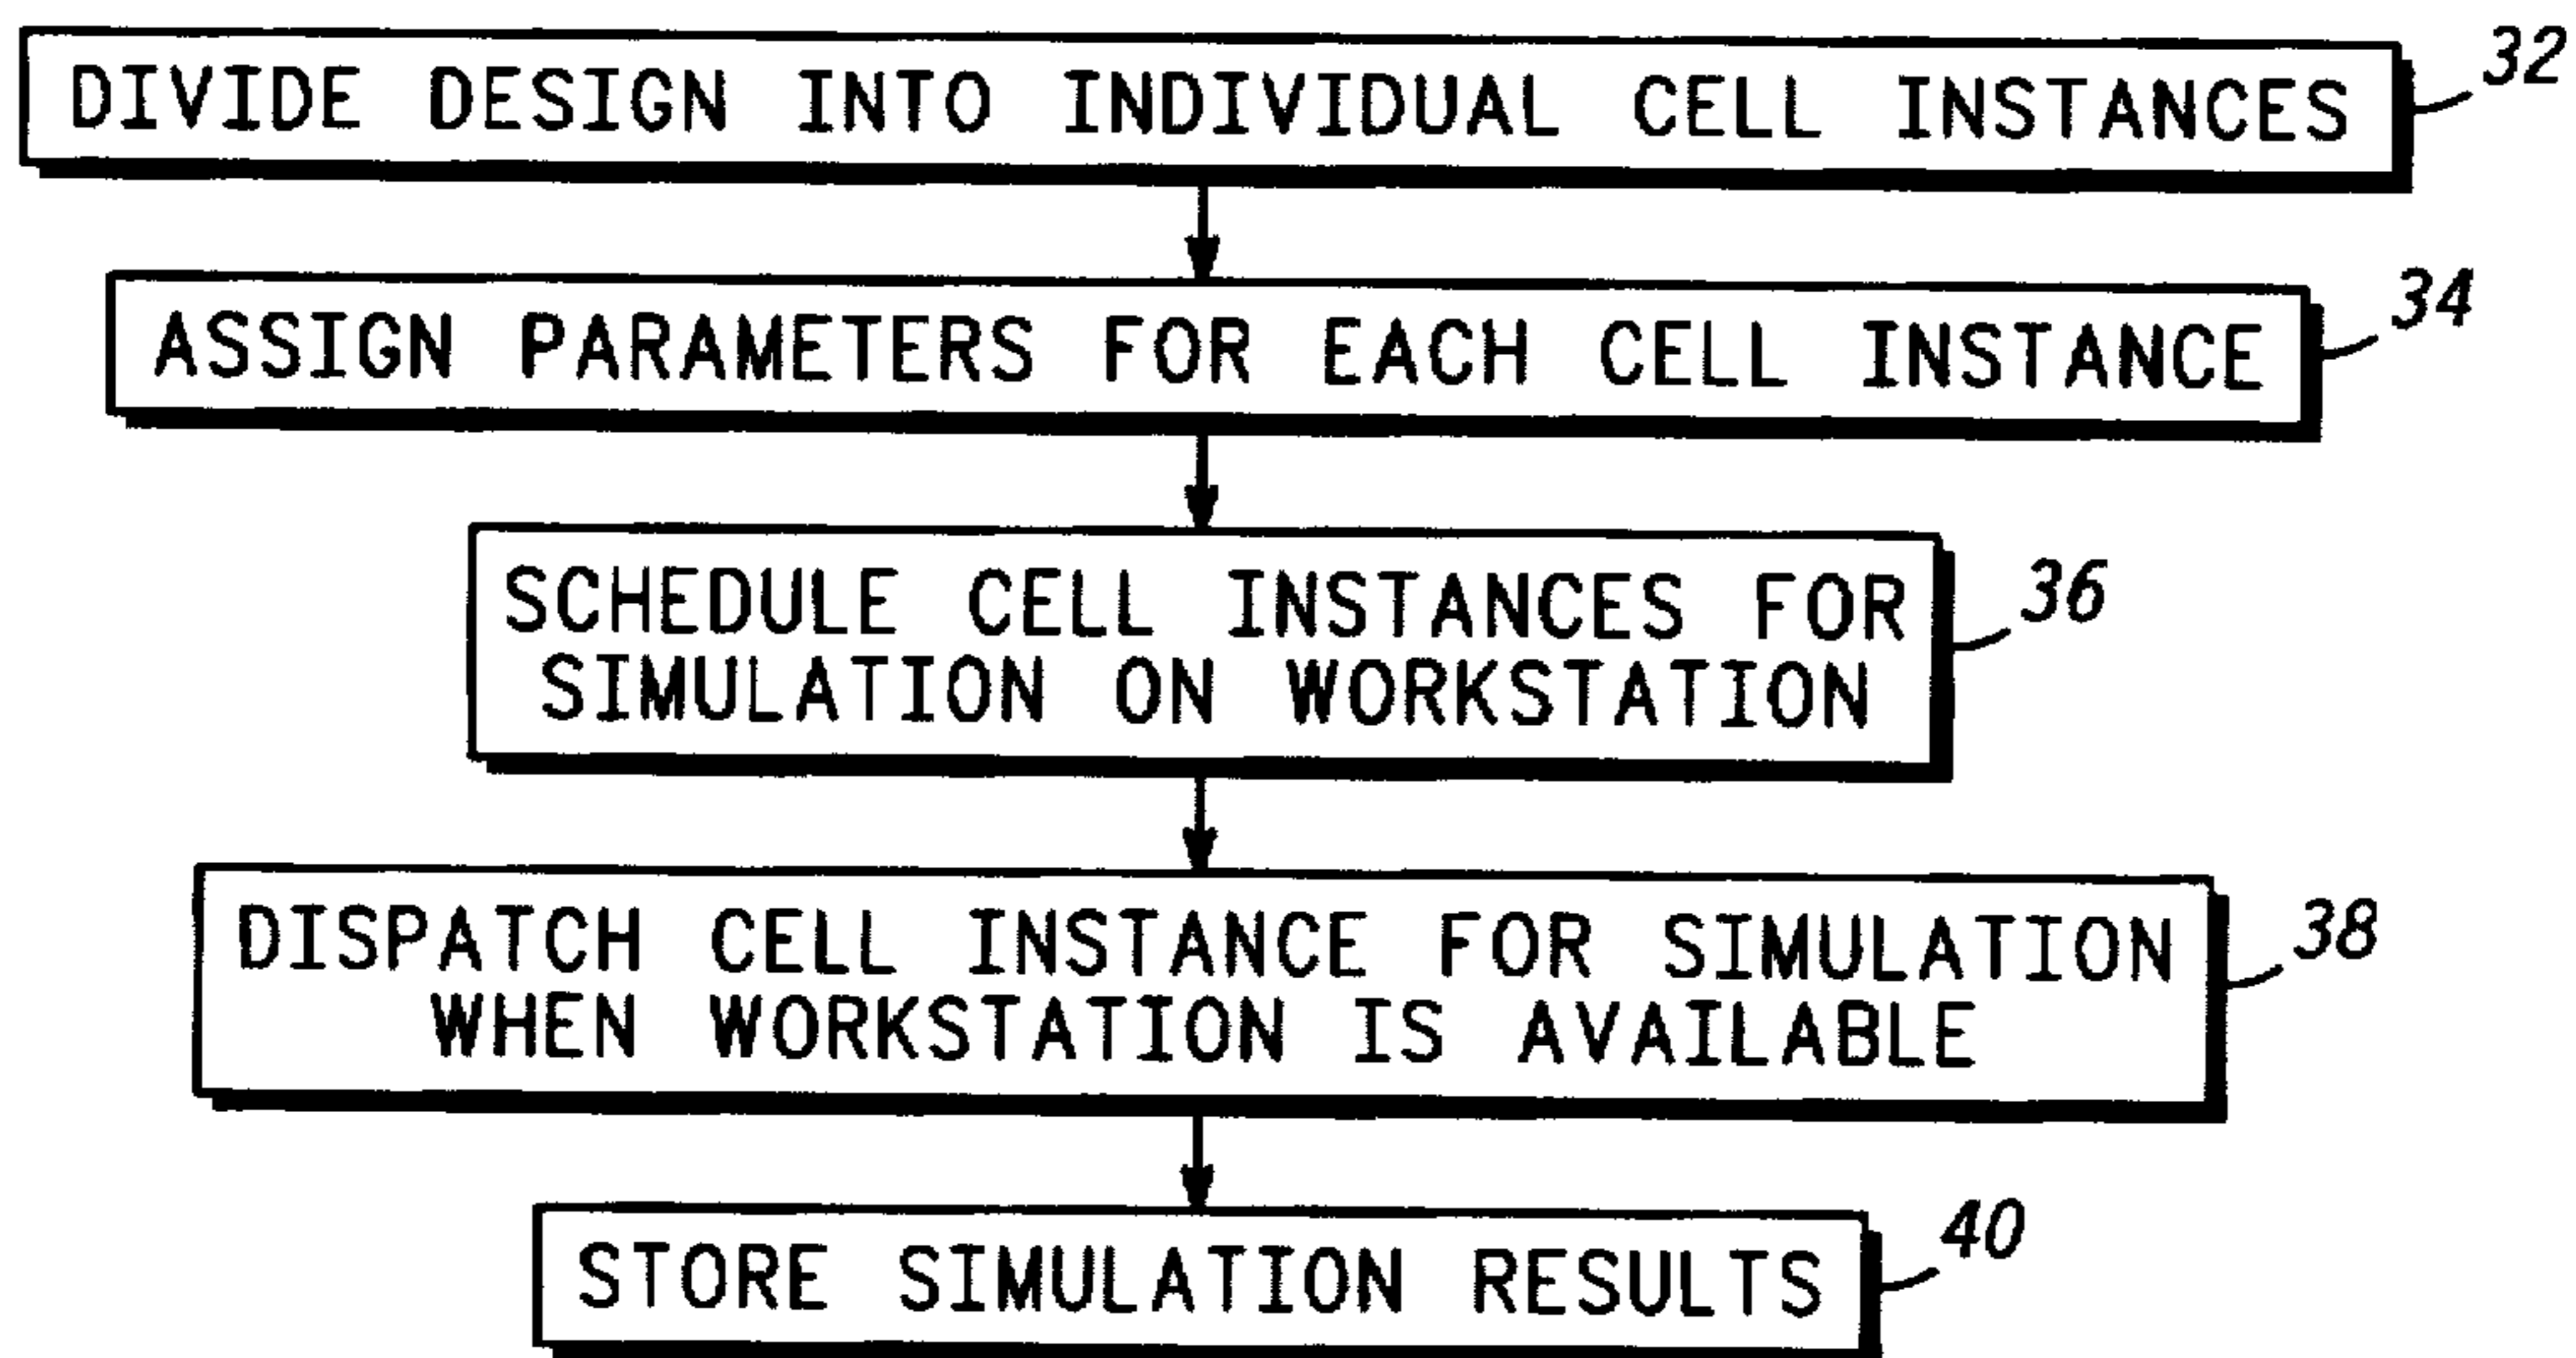 DIVIDE DESIGN INTO INDIVIDUAL CELL INSTANCES
32
ASSIGN PARAMETERS FOR EACH CELL INSTANCE
34
SCHEDULE CELL INSTANCES FOR
SIMULATION ON WORKSTATION
36
DISPATCH CELL INSTANCE FOR SIMULATION
WHEN WORKSTATION IS AVAILABLE
38
STORE SIMULATION RESULTS
40